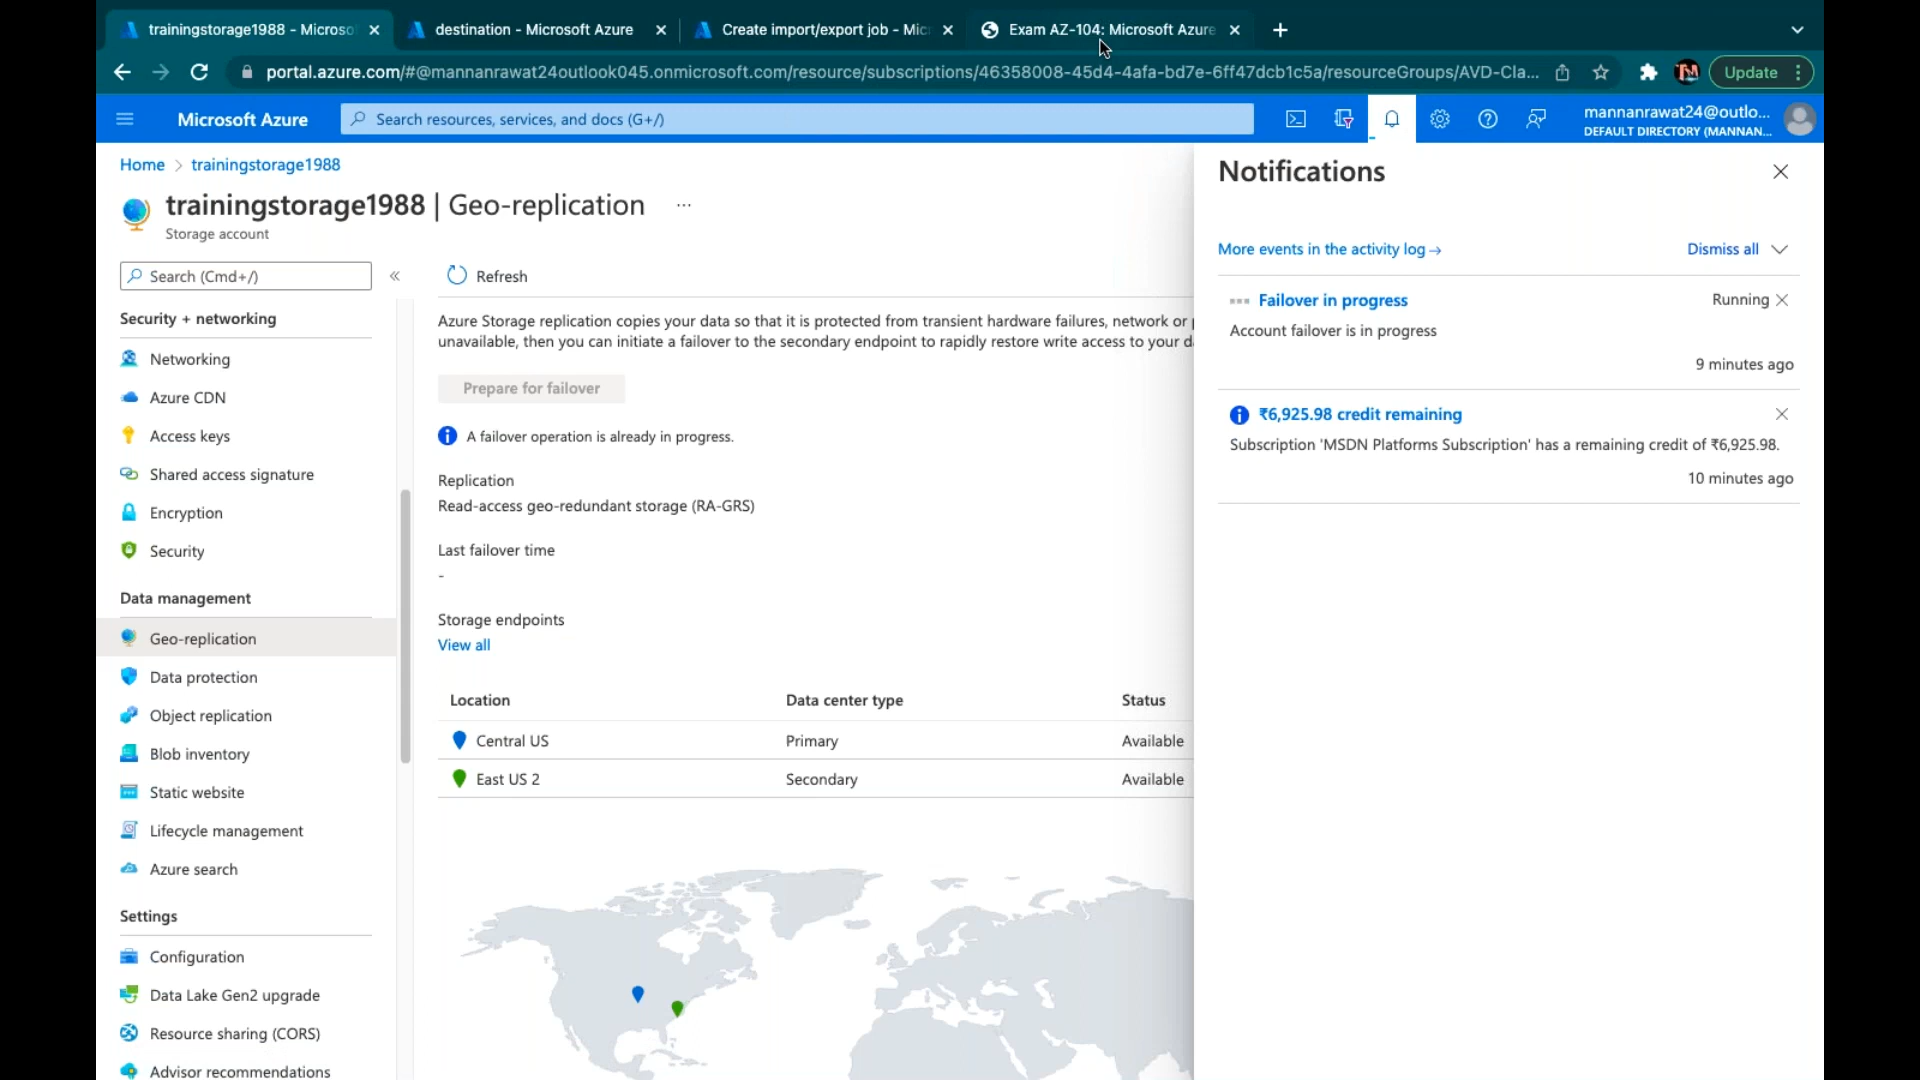 trainingstorage1988 - Microso
destination - Microsoft Azure
Create import/export job - Mic
Exam AZ-104: Microsoft Azure
portal.azure.com/#@mannanrawat24outlook045.onmicrosoft.com/resource/subscriptions/46358008-45d4-4afa-bd7e-6ff47dcb1c5a/resourceGroups/AVD-Cla...
Update
Microsoft Azure
Search resources, services, and docs (G+/)
mannanrawat24@outlo...
DEFAULT DIRECTORY (MANNAN...
Home > trainingstorage1988
trainingstorage1988 | Geo-replication ...
Storage account
Search (Cmd+/)
«
Security + networking
Networking
Azure CDN
Access keys
Shared access signature
Encryption
Security
Data management
Geo-replication
Data protection
Object replication
Blob inventory
Static website
Lifecycle management
Azure search
Settings
Configuration
Data Lake Gen2 upgrade
Resource sharing (CORS)
Advisor recommendations
Refresh
Azure Storage replication copies your data so that it is protected from transient hardware failures, network or
unavailable, then you can initiate a failover to the secondary endpoint to rapidly restore write access to your
Prepare for failover
A failover operation is already in progress.
Replication
Read-access geo-redundant storage (RA-GRS)
Last failover time
-
Storage endpoints
View all
Location Data center type Status
Central US Primary Available
East US 2 Secondary Available
Notifications
More events in the activity log →
Dismiss all
Failover in progress
Running
Account failover is in progress
9 minutes ago
₹6,925.98 credit remaining
Subscription 'MSDN Platforms Subscription' has a remaining credit of ₹6,925.98.
10 minutes ago